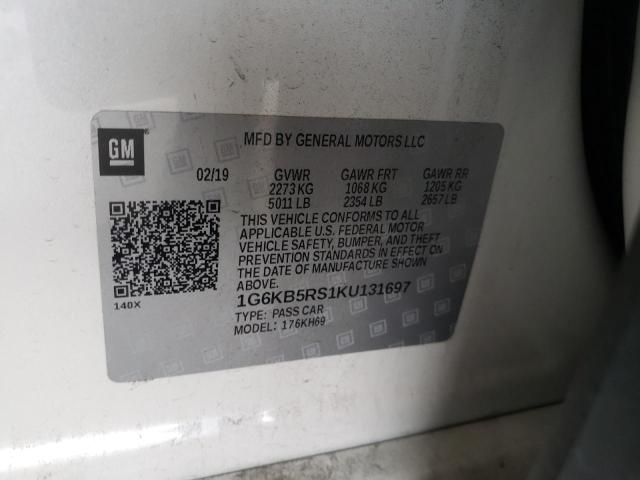 GM
MFD BY GENERAL MOTORS LLC
02/19 GVWR GAWR FRT GAWR RR
2273 KG 1068 KG 1205 KG
5011 LB 2354 LB 2657 LB
THIS VEHICLE CONFORMS TO ALL
APPLICABLE U.S. FEDERAL MOTOR
VEHICLE SAFETY, BUMPER, AND THEFT
PREVENTION STANDARDS IN EFFECT ON
THE DATE OF MANUFACTURE SHOWN
ABOVE.
1G6KB5RS1KU131697
140X
TYPE: PASS CAR
MODEL: 176KH69